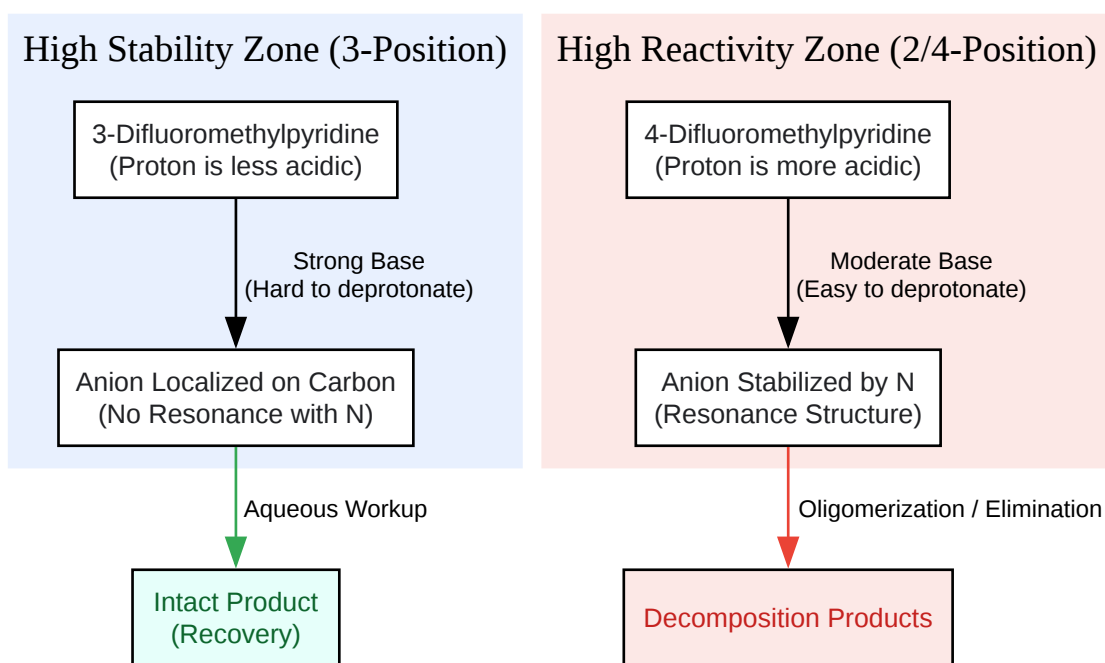 High Stability Zone (3-Position)
3-Difluoromethylpyridine
(Proton is less acidic)
Strong Base
(Hard to deprotonate)
Anion Localized on Carbon
(No Resonance with N)
Aqueous Workup
Intact Product
(Recovery)
High Reactivity Zone (2/4-Position)
4-Difluoromethylpyridine
(Proton is more acidic)
Moderate Base
(Easy to deprotonate)
Anion Stabilized by N
(Resonance Structure)
Oligomerization / Elimination
Decomposition Products